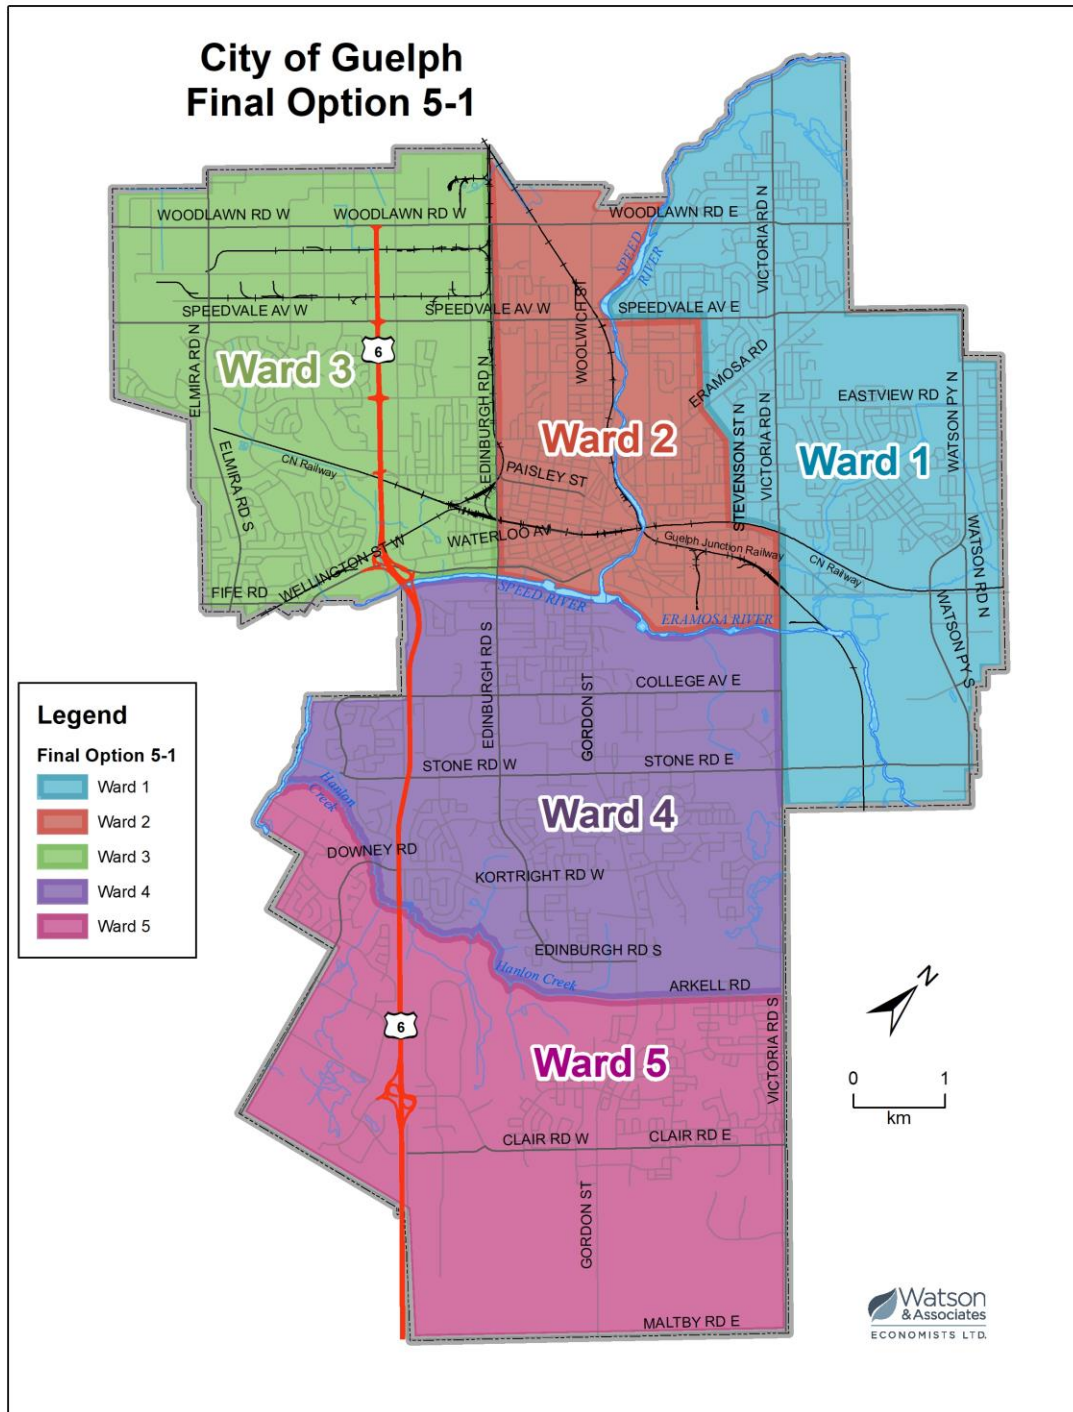 City of Guelph
Final Option 5-1
WOODLAWN RD W
WOODLAWN RD W
WOODLAWN RD E
SPEED
RIVER
VICTORIA RD N
SPEEDVALE AV W
SPEEDVALE AV W
SPEEDVALE AV E
WOOLWICH ST
ELMIRA RD N
6
Ward 3
EDINBURGH RD N
ERAMOSA RD
EASTVIEW RD
WATSON PY N
Ward 2
Ward 1
STEVENSON ST N
VICTORIA RD N
ELMIRA RD S
CN Railway
PAISLEY ST
WATERLOO AV
Guelph Junction Railway
CN Railway
WATSON RD N
WELLINGTON ST W
FIFE RD
SPEED RIVER
ERAMOSA RIVER
WATSON PY S
EDINBURGH RD S
GORDON ST
COLLEGE AV E
Legend
Final Option 5-1
Ward 1
Ward 2
Ward 3
Ward 4
Ward 5
STONE RD W
STONE RD E
Hanlon
Creek
Ward 4
DOWNEY RD
KORTRIGHT RD W
EDINBURGH RD S
Hanlon Creek
ARKELL RD
VICTORIA RD S
6
Ward 5
N
0 1
km
CLAIR RD W
CLAIR RD E
GORDON ST
MALTBY RD E
Watson
& Associates
ECONOMISTS LTD.